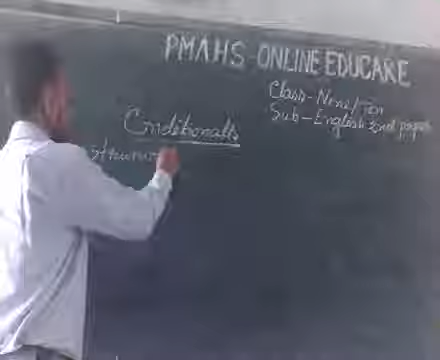 PMAHS ONLINE EDUCARE
Class-Nine/Ten
Sub-English 2nd paper
Conditionals